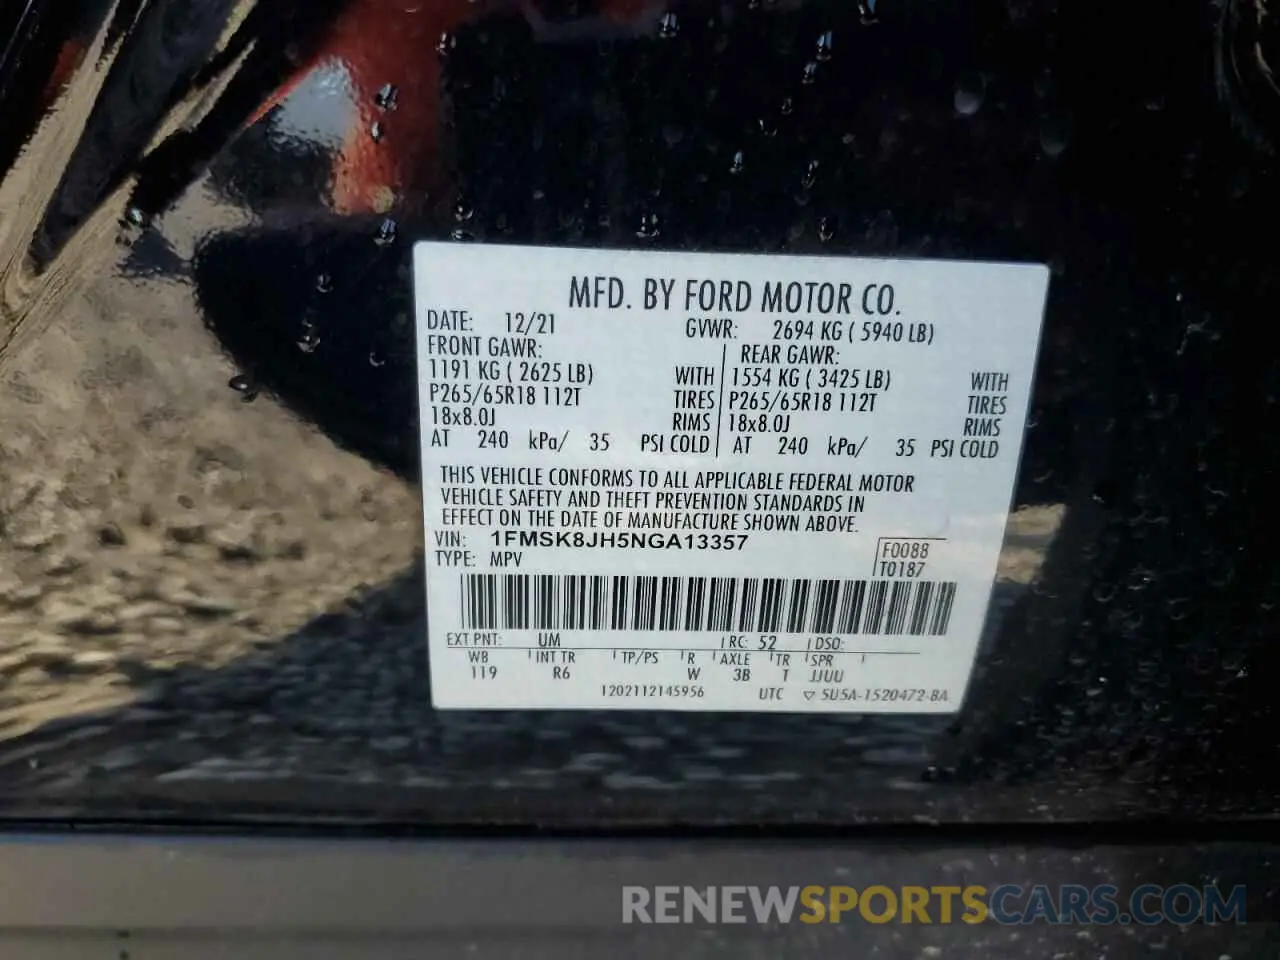 MFD. BY FORD MOTOR CO.
DATE: 12/21 GVWR: 2694 KG ( 5940 LB)
FRONT GAWR: REAR GAWR:
1191 KG ( 2625 LB) WITH 1554 KG ( 3425 LB) WITH
P265/65R18 112T TIRES P265/65R18 112T TIRES
18x8.0J RIMS 18x8.0J RIMS
AT 240 kPa/ 35 PSI COLD AT 240 kPa/ 35 PSI COLD
THIS VEHICLE CONFORMS TO ALL APPLICABLE FEDERAL MOTOR
VEHICLE SAFETY AND THEFT PREVENTION STANDARDS IN
EFFECT ON THE DATE OF MANUFACTURE SHOWN ABOVE.
VIN: 1FMSK8JH5NGA13357 F0088
TYPE: MPV T0187
EXT PNT: UM RC: 52 DSO:
WB INT TR TP/PS R AXLE TR SPR
119 R6 W 3B T JJUU
1202112145956 UTC ▽ 5U5A-1520472-BA
RENEWSPORTSCARS.COM